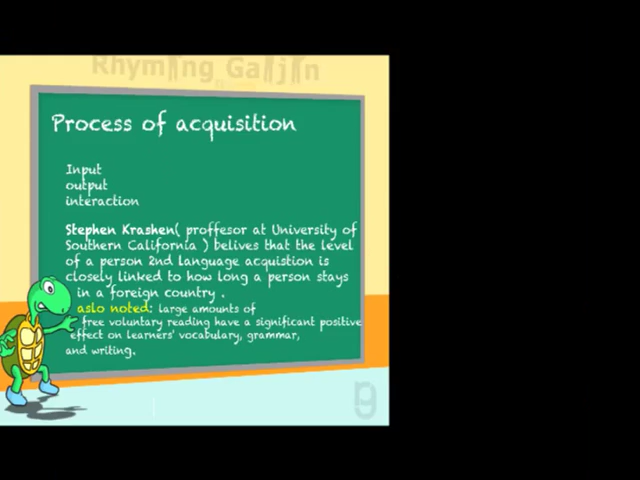 Rhyming Gaijin
Process of acquisition
Input
output
interaction
Stephen Krashen( proffesor at University of
Southern California ) belives that the level
of a person 2nd language acquistion is
closely linked to how long a person stays
in a foreign country .
aslo noted: large amounts of
free voluntary reading have a significant positive
effect on learners' vocabulary, grammar,
and writing.